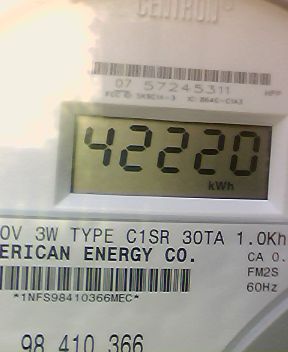 CENTRON
07 57245311
HPP
42220
kWh
0V 3W TYPE C1SR 30TA 1.0Kh
ERICAN ENERGY CO.
CA 0.
FM2S
*1NFS98410366MEC*
60Hz
98 410 366